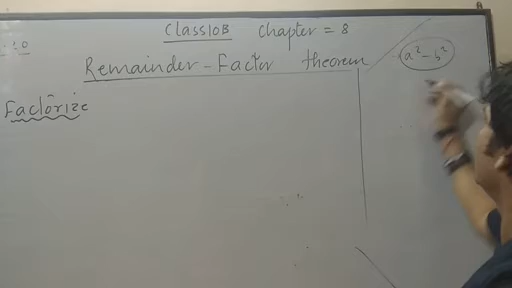 Class 10B Chapter = 8
Remainder - Factor theorem
a² - b²
Factorize